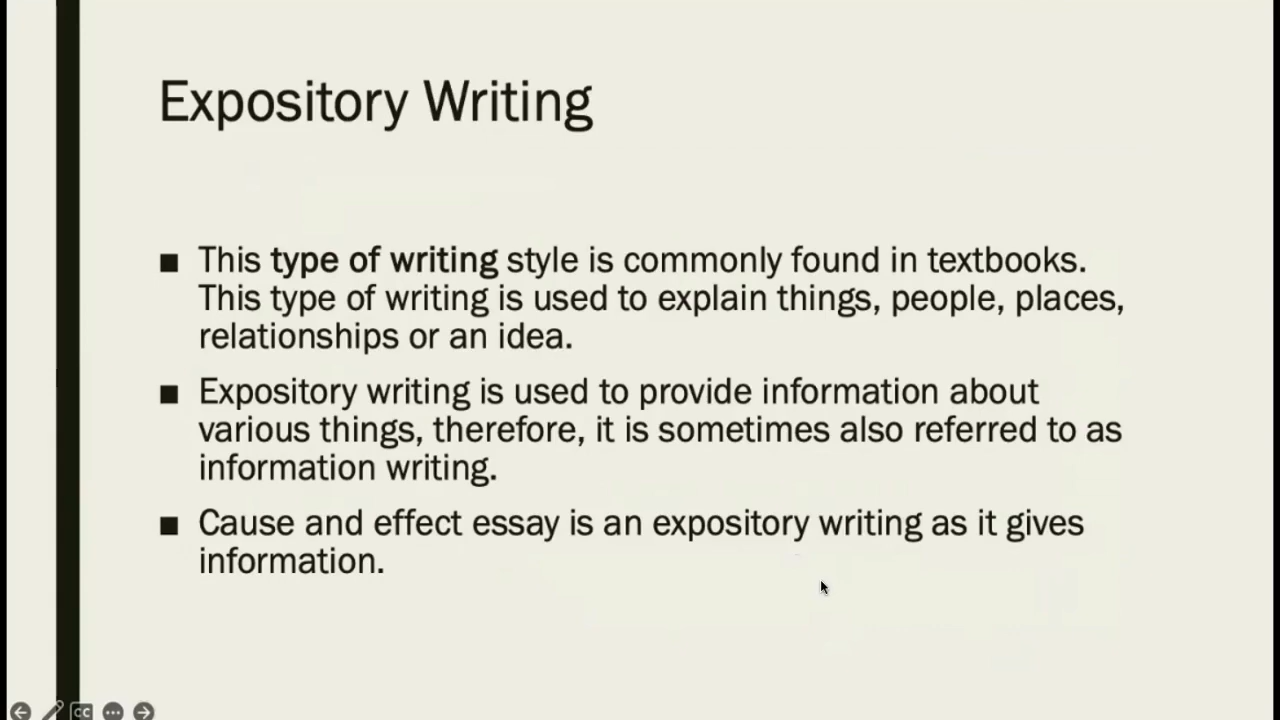 Expository Writing
■ This type of writing style is commonly found in textbooks.
This type of writing is used to explain things, people, places,
relationships or an idea.
■ Expository writing is used to provide information about
various things, therefore, it is sometimes also referred to as
information writing.
■ Cause and effect essay is an expository writing as it gives
information.
CC